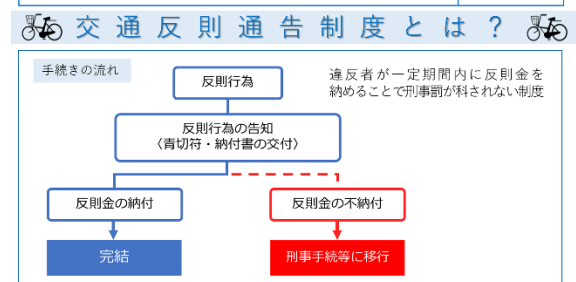 交通反則通告制度とは？
手続きの流れ
反則行為
違反者が一定期間内に反則金を
納めることで刑事罰が科されない制度
反則行為の告知
（青切符・納付書の交付）
反則金の納付
反則金の不納付
完結
刑事手続等に移行